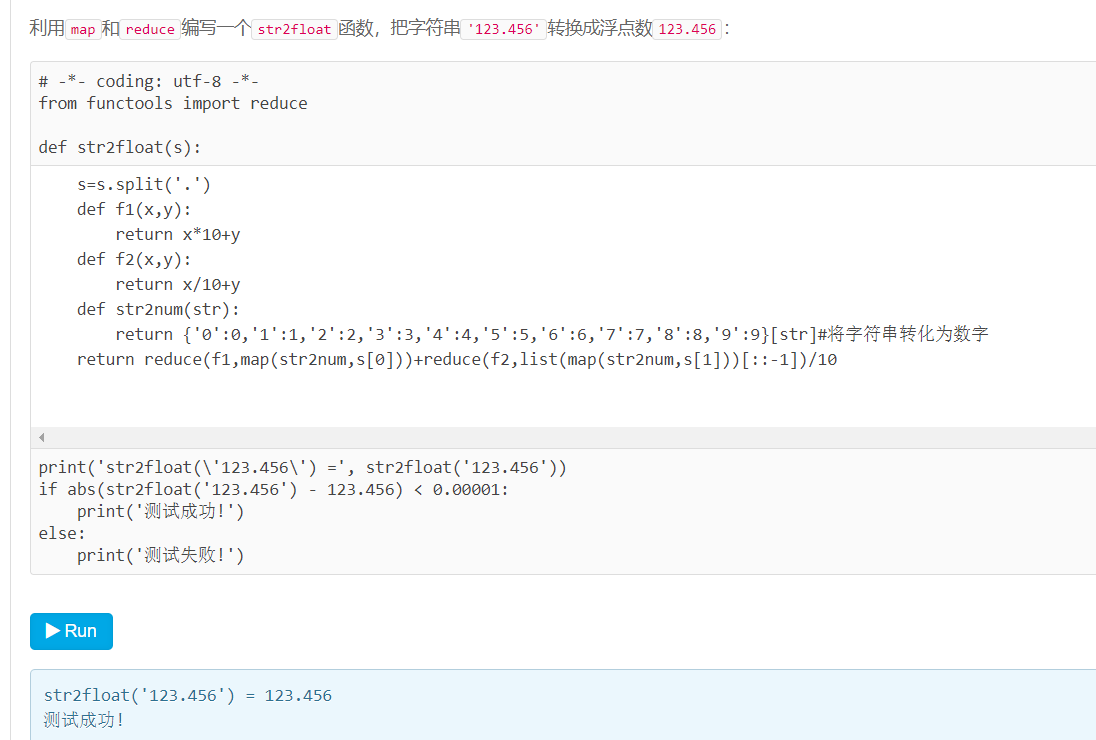 利用map和reduce编写一个str2float函数，把字符串'123.456'转换成浮点数123.456：
# -*- coding: utf-8 -*-
from functools import reduce
def str2float(s):
    s=s.split('.')
    def f1(x,y):
        return x*10+y
    def f2(x,y):
        return x/10+y
    def str2num(str):
        return {'0':0,'1':1,'2':2,'3':3,'4':4,'5':5,'6':6,'7':7,'8':8,'9':9}[str]#将字符串转化为数字
    return reduce(f1,map(str2num,s[0]))+reduce(f2,list(map(str2num,s[1]))[::-1])/10
print('str2float(\'123.456\') =', str2float('123.456'))
if abs(str2float('123.456') - 123.456) < 0.00001:
    print('测试成功!')
else:
    print('测试失败!')
Run
str2float('123.456') = 123.456
测试成功!